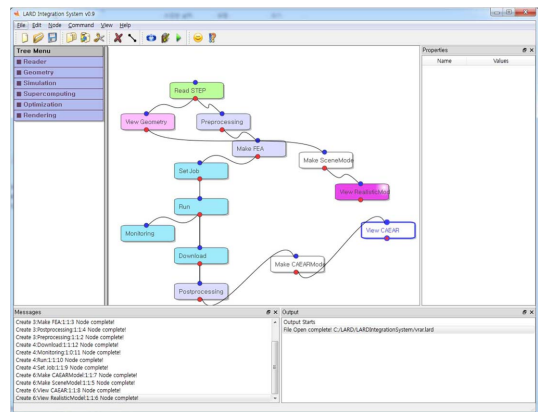 LARD Integration System v0.9
File Edit Node Command View Help
Tree Menu
Reader
Geometry
Simulation
Supercomputing
Optimization
Rendering
Read STEP
View Geometry
Preprocessing
Make FEA
Make SceneMode
Set Job
View RealisticMod
Run
Monitoring
View CAEAR
Download
Make CAEARMode
Postprocessing
Properties
Name Values
Messages
Create 3:Make FEA:1:1:3 Node complete!
Create 3:Postprocessing:1:1:4 Node complete!
Create 3:Preprocessing:1:1:2 Node complete!
Create 4:Download:1:1:12 Node complete!
Create 4:Monitoring:1:0:11 Node complete!
Create 4:Run:1:1:10 Node complete!
Create 4:Set Job:1:1:9 Node complete!
Create 6:Make CAEARModel:1:1:7 Node complete!
Create 6:Make SceneModel:1:1:5 Node complete!
Create 6:View CAEAR:1:1:8 Node complete!
Create 6:View RealisticModel:1:1:6 Node complete!
Output
Output Starts
File Open complete! C:/LARD/LARDIntegrationSystem/vrar.lard